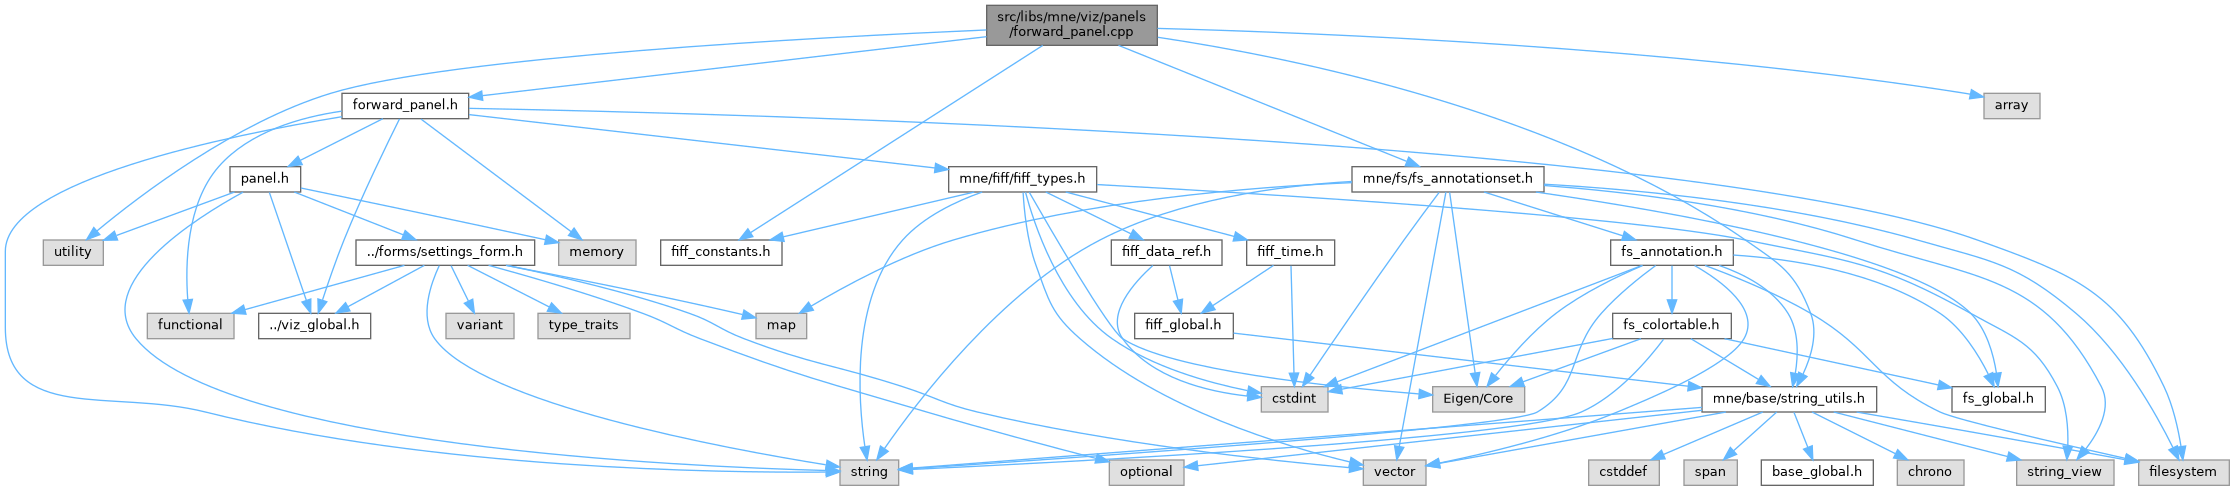 src/libs/mne/viz/panels
/forward_panel.cpp
forward_panel.h
array
panel.h
mne/fiff/fiff_types.h
mne/fs/fs_annotationset.h
utility
../forms/settings_form.h
memory
fiff_constants.h
fiff_data_ref.h
fiff_time.h
fs_annotation.h
functional
../viz_global.h
variant
type_traits
map
fiff_global.h
fs_colortable.h
cstdint
Eigen/Core
mne/base/string_utils.h
fs_global.h
string
optional
vector
cstddef
span
base_global.h
chrono
string_view
filesystem